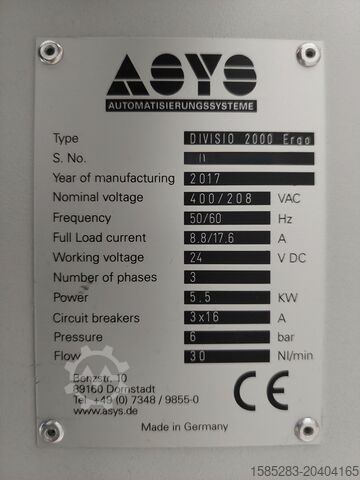 ASYS
AUTOMATISIERUNGSSYSTEME
Type DIVISIO 2000 Ergo
S. No.
Year of manufacturing 2017
Nominal voltage 400/208 VAC
Frequency 50/60 Hz
Full Load current 8.8/17.6 A
Working voltage 24 V DC
Number of phases 3
Power 5.5 KW
Circuit breakers 3x16 A
Pressure 6 bar
Flow 30 Nl/min
Benzstr. 10
89160 Dornstadt
Tel. +49 (0) 7348 / 9855-0
www.asys.de
CE
Made in Germany
1585283-20404165